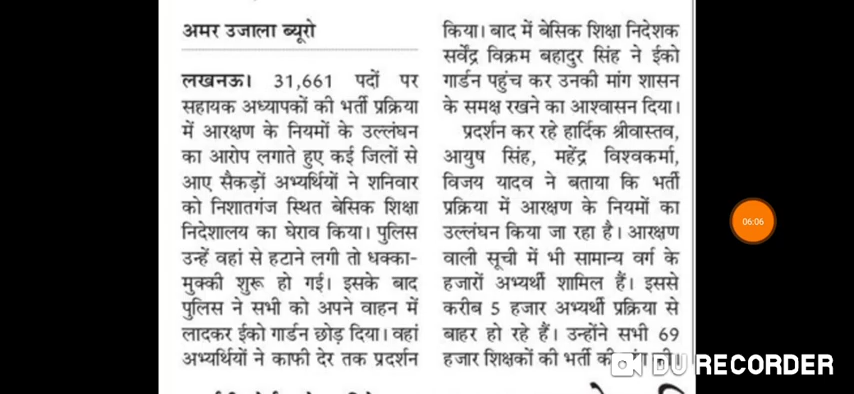 अमर उजाला ब्यूरो
लखनऊ। 31,661 पदों पर
सहायक अध्यापकों की भर्ती प्रक्रिया
में आरक्षण के नियमों के उल्लंघन
का आरोप लगाते हुए कई जिलों से
आए सैकड़ों अभ्यर्थियों ने शनिवार
को निशातगंज स्थित बेसिक शिक्षा
निदेशालय का घेराव किया। पुलिस
उन्हें वहां से हटाने लगी तो धक्का-
मुक्की शुरू हो गई। इसके बाद
पुलिस ने सभी को अपने वाहन में
लादकर ईको गार्डन छोड़ दिया। वहां
अभ्यर्थियों ने काफी देर तक प्रदर्शन
किया। बाद में बेसिक शिक्षा निदेशक
सर्वेंद्र विक्रम बहादुर सिंह ने ईको
गार्डन पहुंच कर उनकी मांग शासन
के समक्ष रखने का आश्वासन दिया।
प्रदर्शन कर रहे हार्दिक श्रीवास्तव,
आयुष सिंह, महेंद्र विश्वकर्मा,
विजय यादव ने बताया कि भर्ती
प्रक्रिया में आरक्षण के नियमों का
उल्लंघन किया जा रहा है। आरक्षण
वाली सूची में भी सामान्य वर्ग के
हजारों अभ्यर्थी शामिल हैं। इससे
करीब 5 हजार अभ्यर्थी प्रक्रिया से
बाहर हो रहे हैं। उन्होंने सभी 69
हजार शिक्षकों की भर्ती की
06:06
DU RECORDER